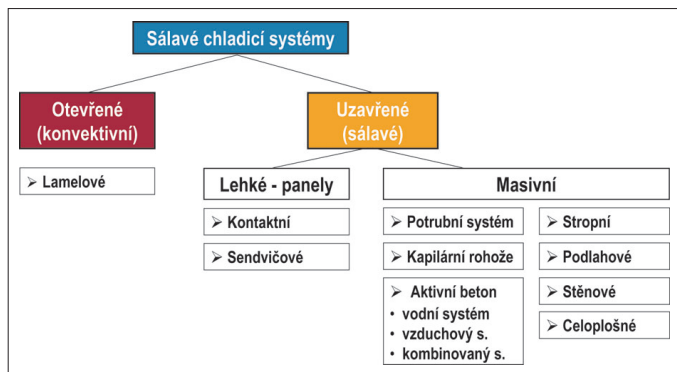 Sálavé chladicí systémy
Otevřené
(konvektivní)
Uzavřené
(sálavé)
➢ Lamelové
Lehké - panely
➢ Kontaktní
➢ Sendvičové
Masivní
➢ Potrubní systém
➢ Kapilární rohože
➢ Aktivní beton
• vodní systém
• vzduchový s.
• kombinovaný s.
➢ Stropní
➢ Podlahové
➢ Stěnové
➢ Celoplošné